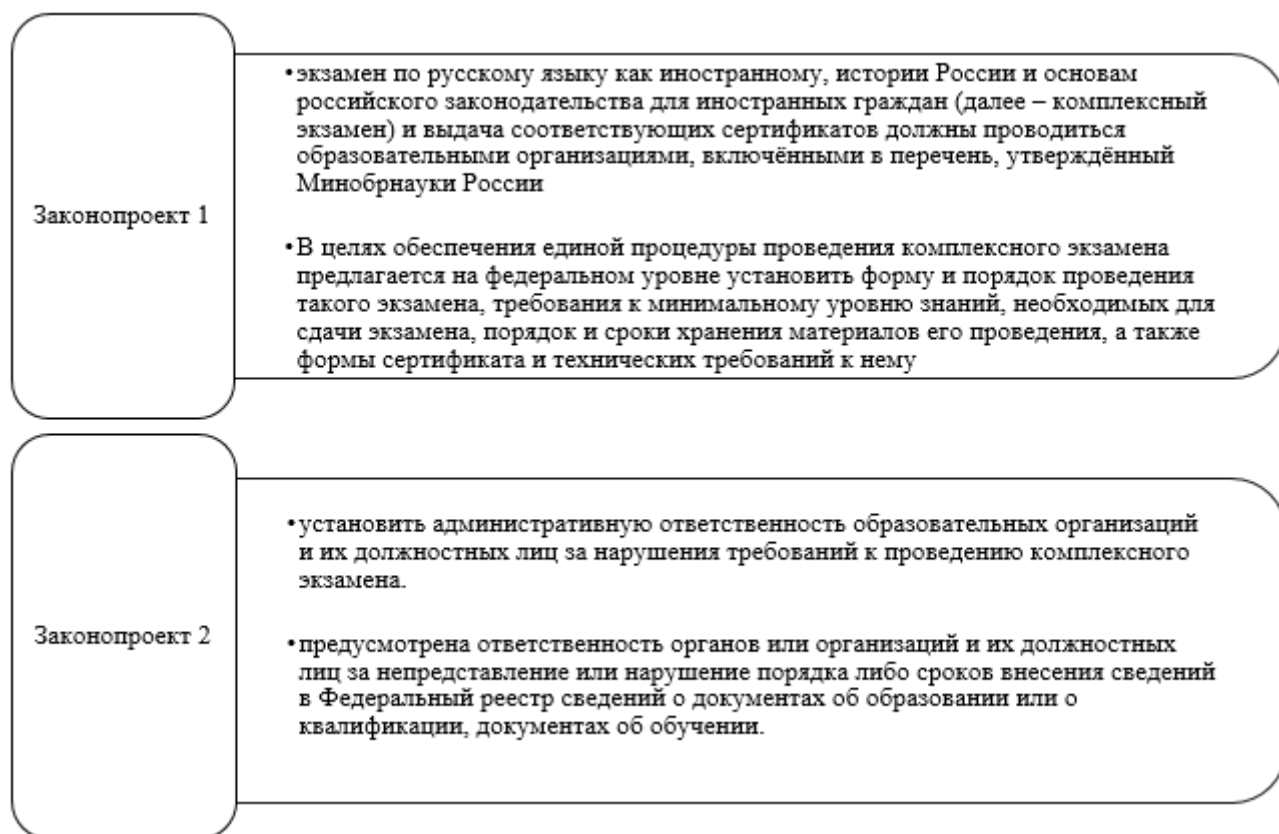 Законопроект 1
•экзамен по русскому языку как иностранному, истории России и основам
российского законодательства для иностранных граждан (далее – комплексный
экзамен) и выдача соответствующих сертификатов должны проводиться
образовательными организациями, включёнными в перечень, утверждённый
Минобрнауки России
•В целях обеспечения единой процедуры проведения комплексного экзамена
предлагается на федеральном уровне установить форму и порядок проведения
такого экзамена, требования к минимальному уровню знаний, необходимых для
сдачи экзамена, порядок и сроки хранения материалов его проведения, а также
формы сертификата и технических требований к нему
Законопроект 2
•установить административную ответственность образовательных организаций
и их должностных лиц за нарушения требований к проведению комплексного
экзамена.
•предусмотрена ответственность органов или организаций и их должностных
лиц за непредставление или нарушение порядка либо сроков внесения сведений
в Федеральный реестр сведений о документах об образовании или о
квалификации, документах об обучении.